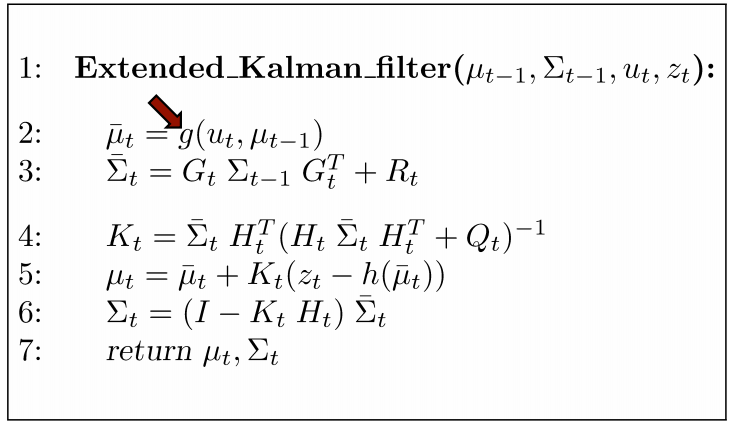 1: Extended_Kalman_filter(μ_{t−1}, Σ_{t−1}, u_t, z_t):
2: μ̄_t = g(u_t, μ_{t−1})
3: Σ̄_t = G_t Σ_{t−1} G_t^T + R_t
4: K_t = Σ̄_t H_t^T (H_t Σ̄_t H_t^T + Q_t)^{−1}
5: μ_t = μ̄_t + K_t(z_t − h(μ̄_t))
6: Σ_t = (I − K_t H_t) Σ̄_t
7: return μ_t, Σ_t